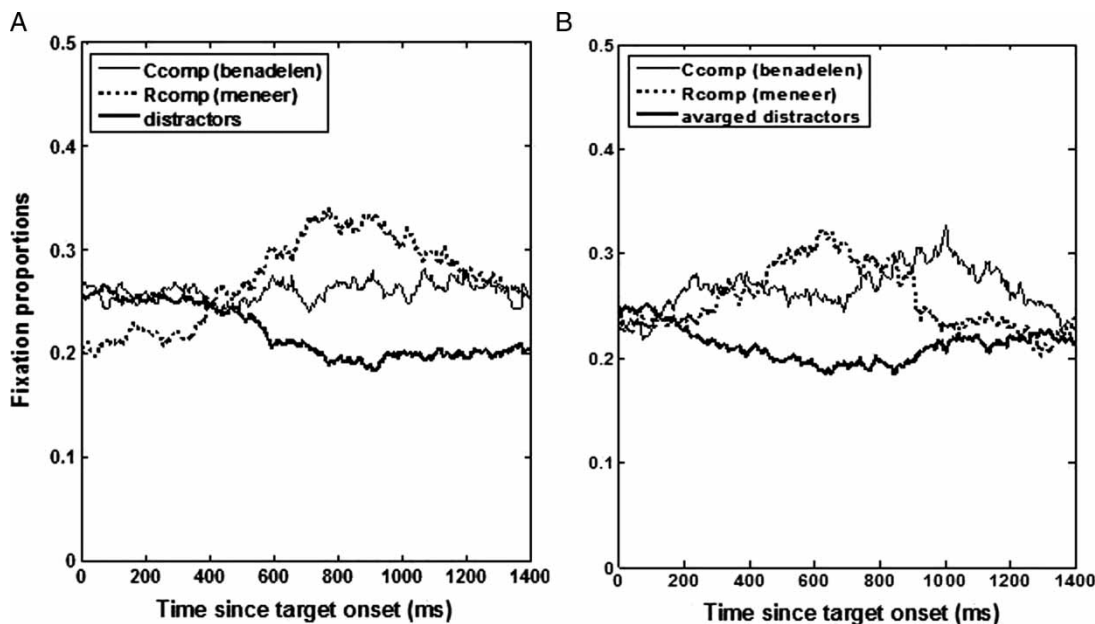 A
B
Ccomp (benadelen)
Rcomp (meneer)
distractors
Ccomp (benadelen)
Rcomp (meneer)
avarged distractors
Fixation proportions
0.5
0.4
0.3
0.2
0.1
0
0 200 400 600 800 1000 1200 1400
Time since target onset (ms)
0.5
0.4
0.3
0.2
0.1
0
0 200 400 600 800 1000 1200 1400
Time since target onset (ms)